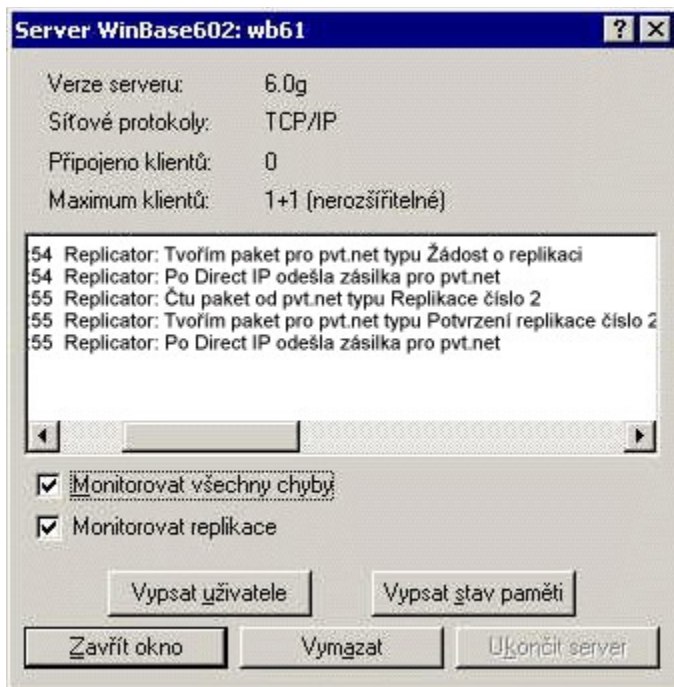 Server WinBase602: wb61
Verze serveru: 6.0g
Síťové protokoly: TCP/IP
Připojeno klientů: 0
Maximum klientů: 1+1 (nerozšířitelné)
:54 Replicator: Tvořím paket pro pvt.net typu Žádost o replikaci
:54 Replicator: Po Direct IP odešla zásilka pro pvt.net
:55 Replicator: Čtu paket od pvt.net typu Replikace číslo 2
:55 Replicator: Tvořím paket pro pvt.net typu Potvrzení replikace číslo 2
:55 Replicator: Po Direct IP odešla zásilka pro pvt.net
Monitorovat všechny chyby
Monitorovat replikace
Vypsat uživatele Vypsat stav paměti
Zavřít okno Vymazat Ukončit server